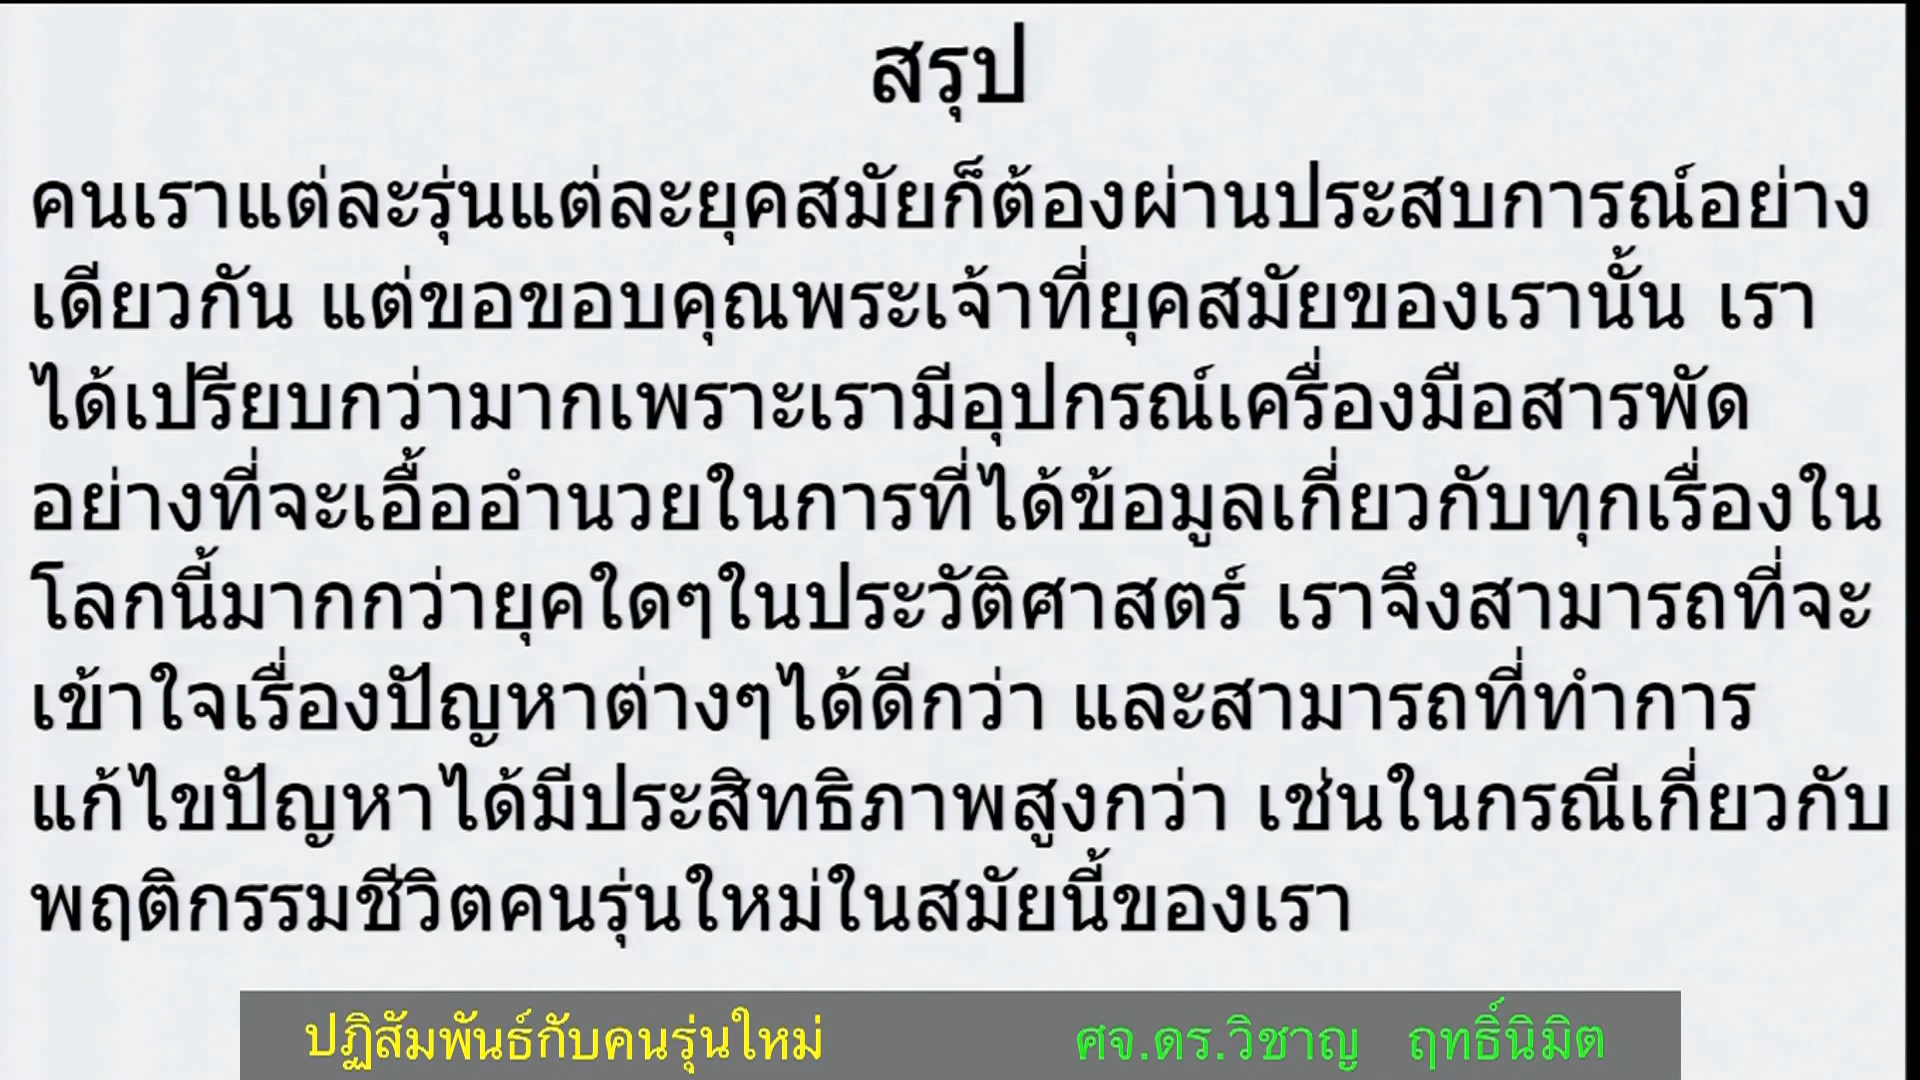 สรุป
คนเราแต่ละรุ่นแต่ละยุคสมัยก็ต้องผ่านประสบการณ์อย่าง
เดียวกัน แต่ขอขอบคุณพระเจ้าที่ยุคสมัยของเรานั้น เรา
ได้เปรียบกว่ามากเพราะเรามีอุปกรณ์เครื่องมือสารพัด
อย่างที่จะเอื้ออำนวยในการที่ได้ข้อมูลเกี่ยวกับทุกเรื่องใน
โลกนี้มากกว่ายุคใดๆในประวัติศาสตร์ เราจึงสามารถที่จะ
เข้าใจเรื่องปัญหาต่างๆได้ดีกว่า และสามารถที่ทำการ
แก้ไขปัญหาได้มีประสิทธิภาพสูงกว่า เช่นในกรณีเกี่ยวกับ
พฤติกรรมชีวิตคนรุ่นใหม่ในสมัยนี้ของเรา
ปฏิสัมพันธ์กับคนรุ่นใหม่ ศจ.ดร.วิชาญ ฤทธิ์นิมิต